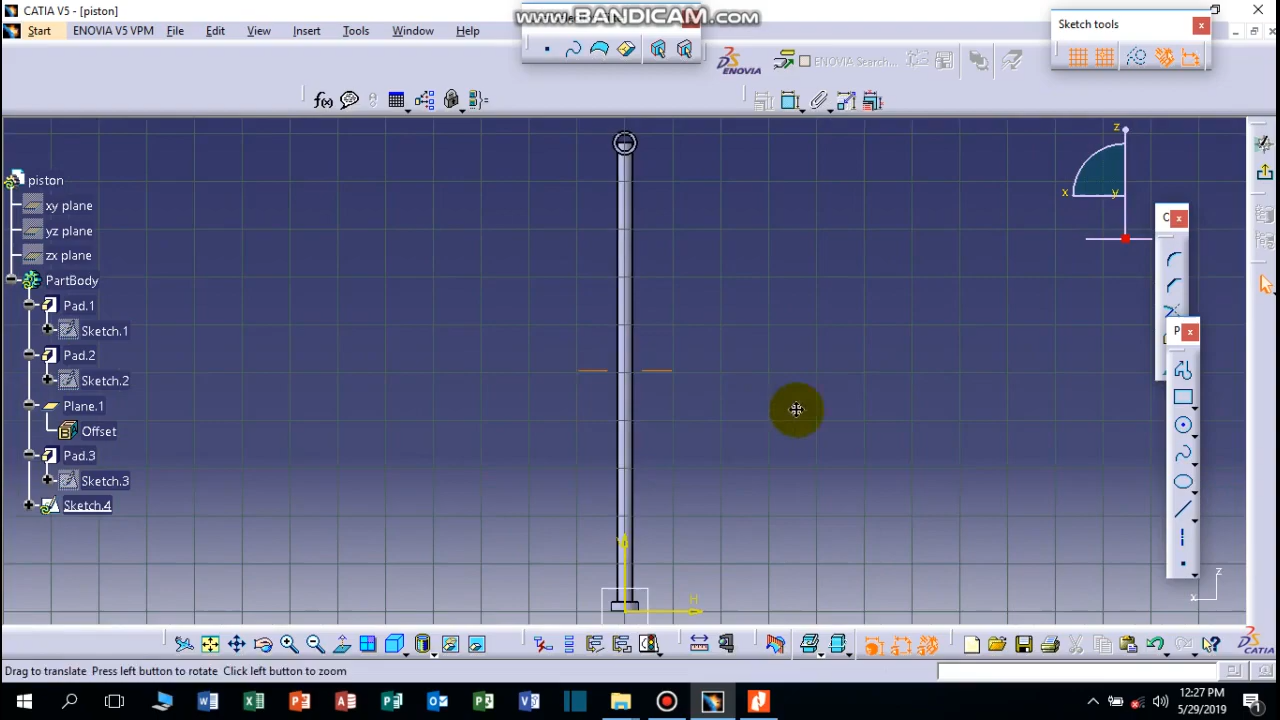 CATIA V5 - [piston]
www.BANDICAM.com
Sketch tools
Start
ENOVIA V5 VPM
File
Edit
View
Insert
Tools
Window
Help
ENOVIA
ENOVIA Search...
f(x)
piston
xy plane
yz plane
zx plane
PartBody
Pad.1
Sketch.1
Pad.2
Sketch.2
Plane.1
Offset
Pad.3
Sketch.3
Sketch.4
z
x
y
C
P
H
z
x
CATIA
Drag to translate Press left button to rotate Click left button to zoom
12:27 PM
5/29/2019